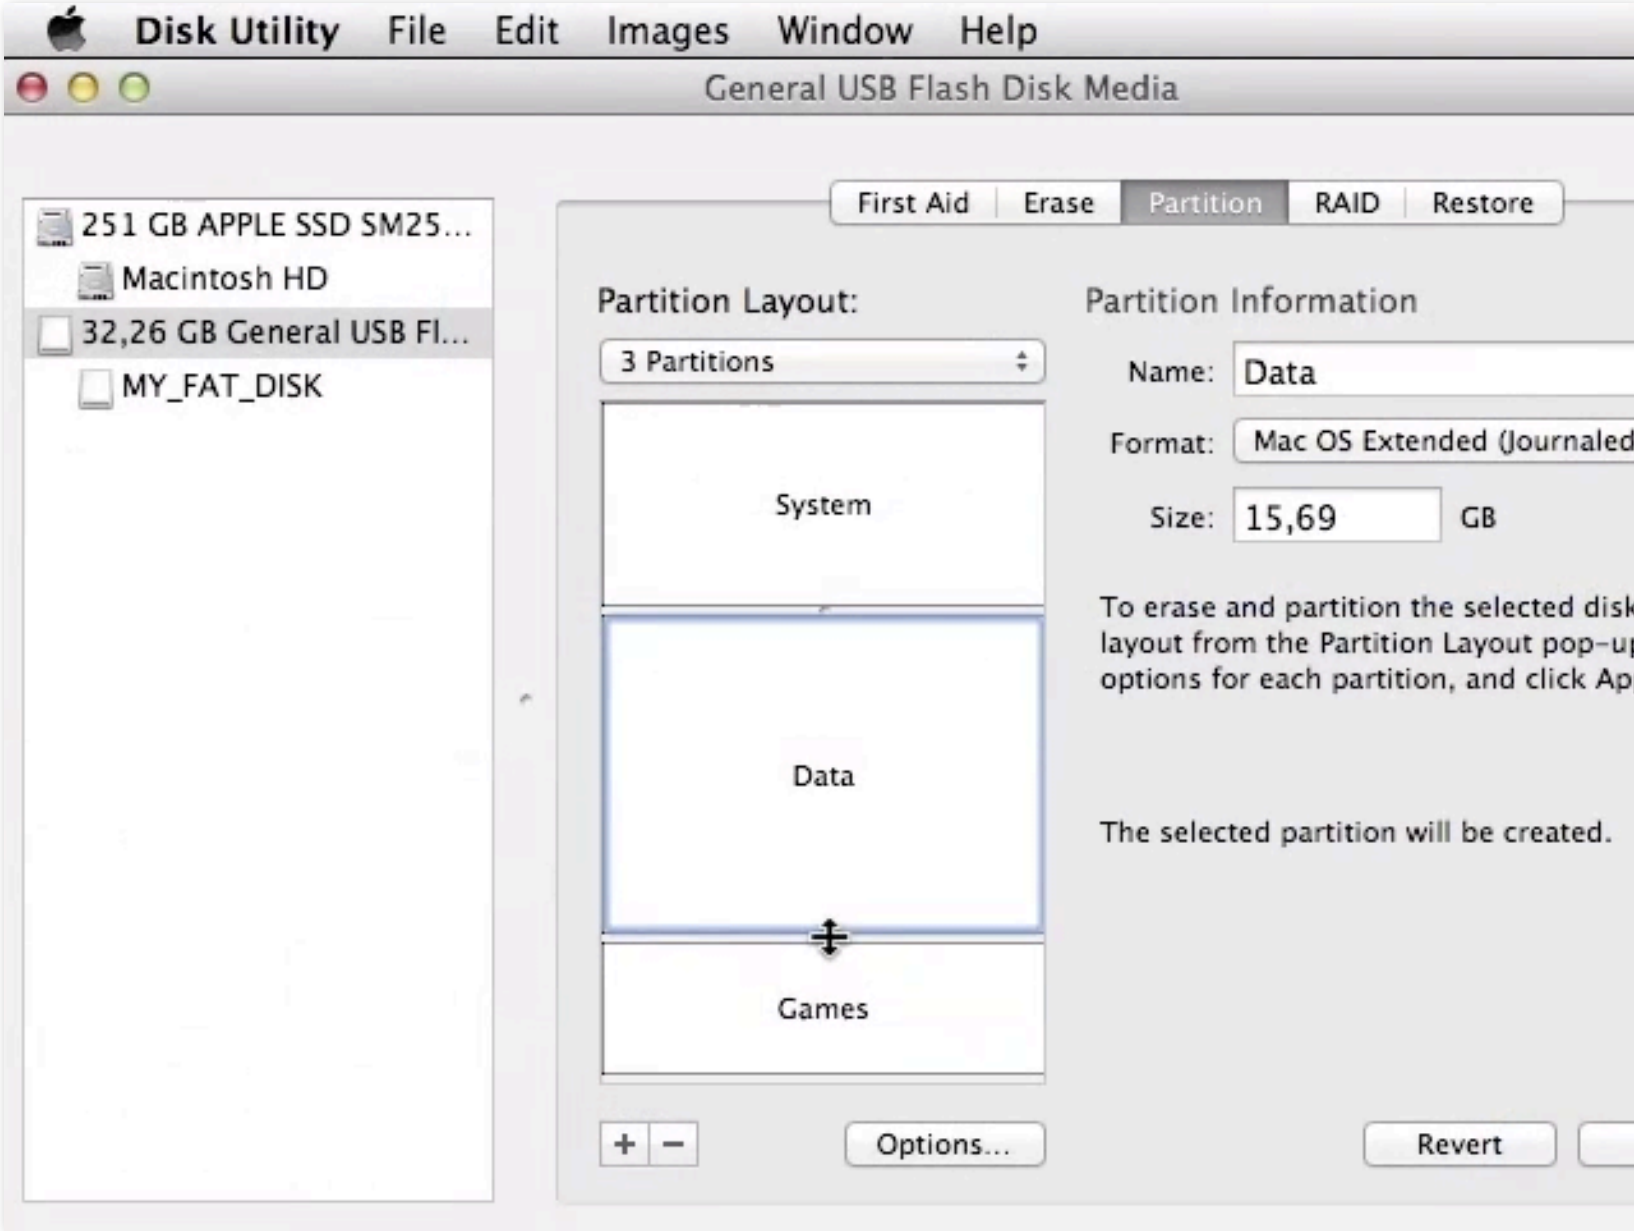 Disk Utility File Edit Images Window Help
General USB Flash Disk Media
251 GB APPLE SSD SM25...
Macintosh HD
32,26 GB General USB Fl...
MY_FAT_DISK
First Aid Erase Partition RAID Restore
Partition Layout:
3 Partitions
System
Data
Games
+ − Options...
Partition Information
Name: Data
Format: Mac OS Extended (Journaled
Size: 15,69 GB
To erase and partition the selected disk
layout from the Partition Layout pop-up
options for each partition, and click Ap
The selected partition will be created.
Revert